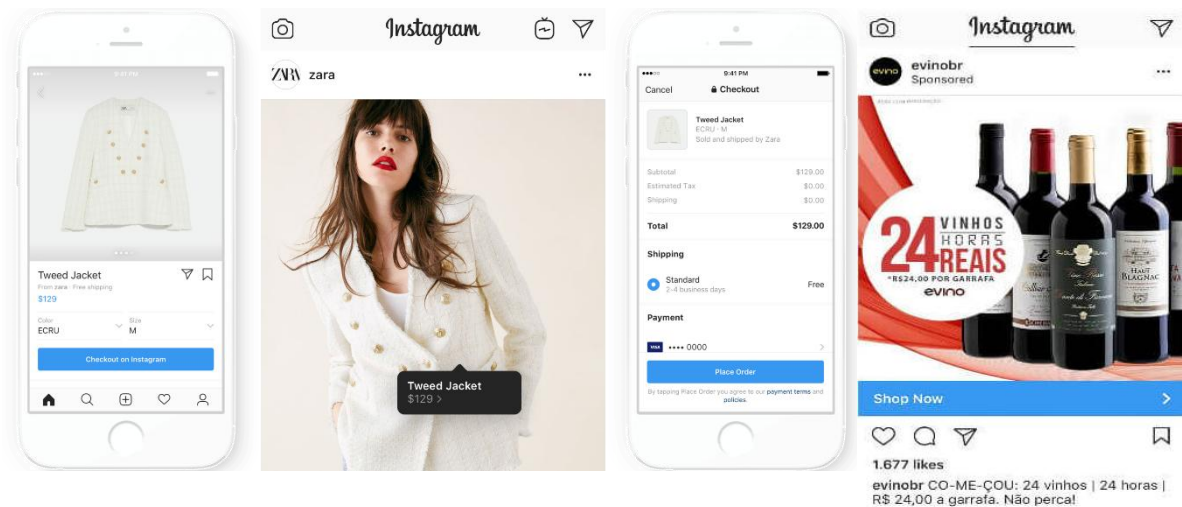 9:41 PM
Tweed Jacket
From zara · Free shipping
$129
Color
ECRU
Size
M
Checkout on Instagram
Instagram
ZARA zara
Tweed Jacket
$129 >
9:41 PM
Cancel
Checkout
Tweed Jacket
ECRU · M
Sold and shipped by Zara
Subtotal $129.00
Estimated Tax $0.00
Shipping $0.00
Total $129.00
Shipping
Standard
2-4 business days
Free
Payment
VISA •••• 0000
Place Order
By tapping Place Order you agree to our payment terms and
policies.
Instagram
evino
evinobr
Sponsored
24 VINHOS
HORAS
REAIS
*R$24,00 POR GARRAFA
evino
HAUT
BLAGNAC
Shop Now
1.677 likes
evinobr CO-ME-ÇOU: 24 vinhos | 24 horas |
R$ 24,00 a garrafa. Não perca!